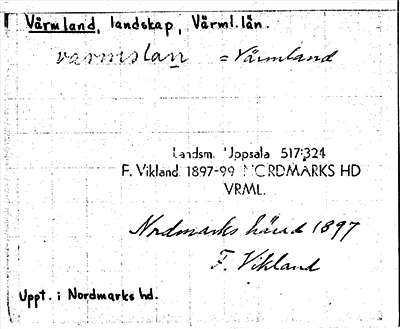 Värmland, landskap, Värml. län.
varmslan = Värmland
Landsm. Uppsala 517:324
F. Vikland 1897-99 NORDMARKS HD
VRML.
Nordmarks härad 1897
F. Vikland
Uppt. i Nordmarks hd.